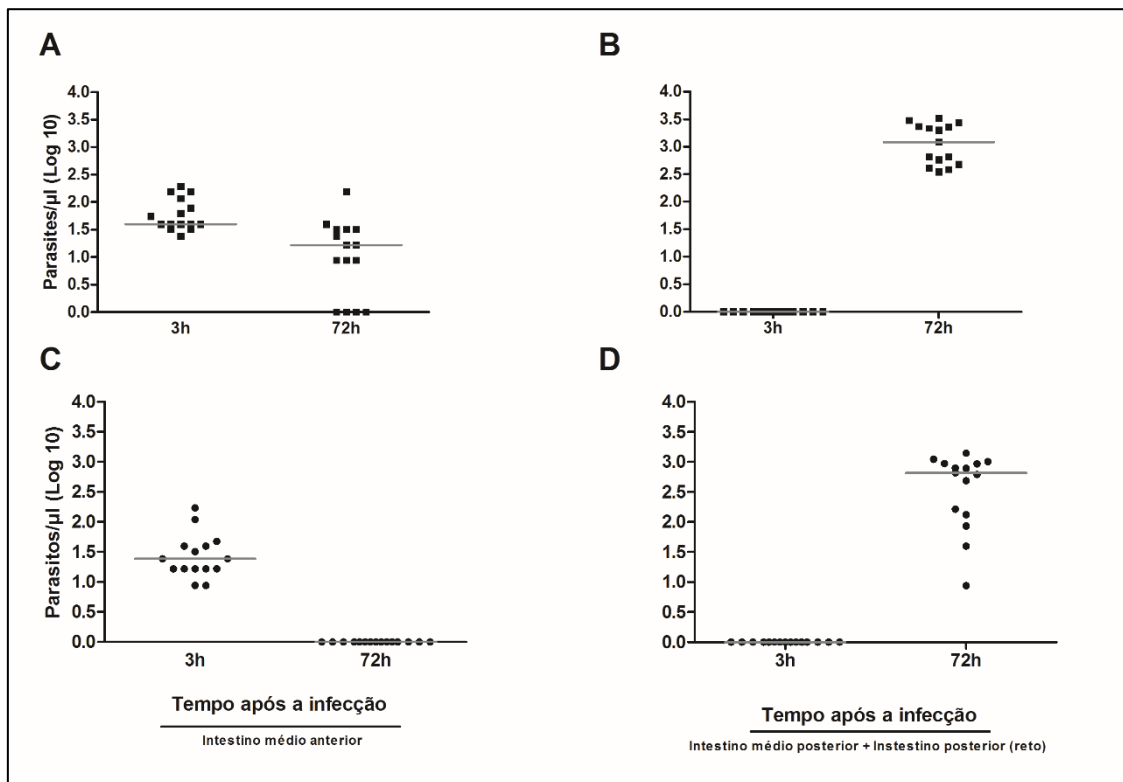 A
Parasites/µl (Log 10)
4.0
3.5
3.0
2.5
2.0
1.5
1.0
0.5
0.0
3h
72h
B
4.0
3.5
3.0
2.5
2.0
1.5
1.0
0.5
0.0
3h
72h
C
Parasitos/µl (Log 10)
4.0
3.5
3.0
2.5
2.0
1.5
1.0
0.5
0.0
3h
72h
Tempo após a infecção
Intestino médio anterior
D
4.0
3.5
3.0
2.5
2.0
1.5
1.0
0.5
0.0
3h
72h
Tempo após a infecção
Intestino médio posterior + Instestino posterior (reto)